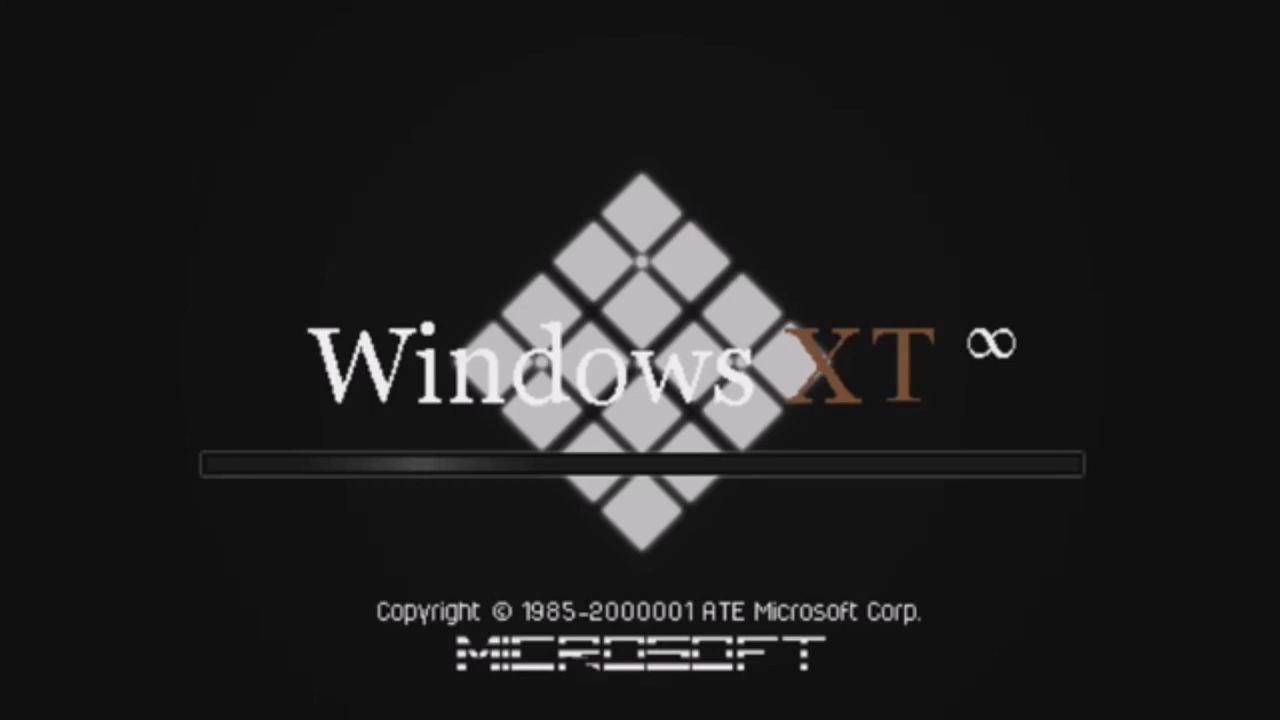 Windows XT ∞
Copyright © 1985-2000001 ATE Microsoft Corp.
MICROSOFT